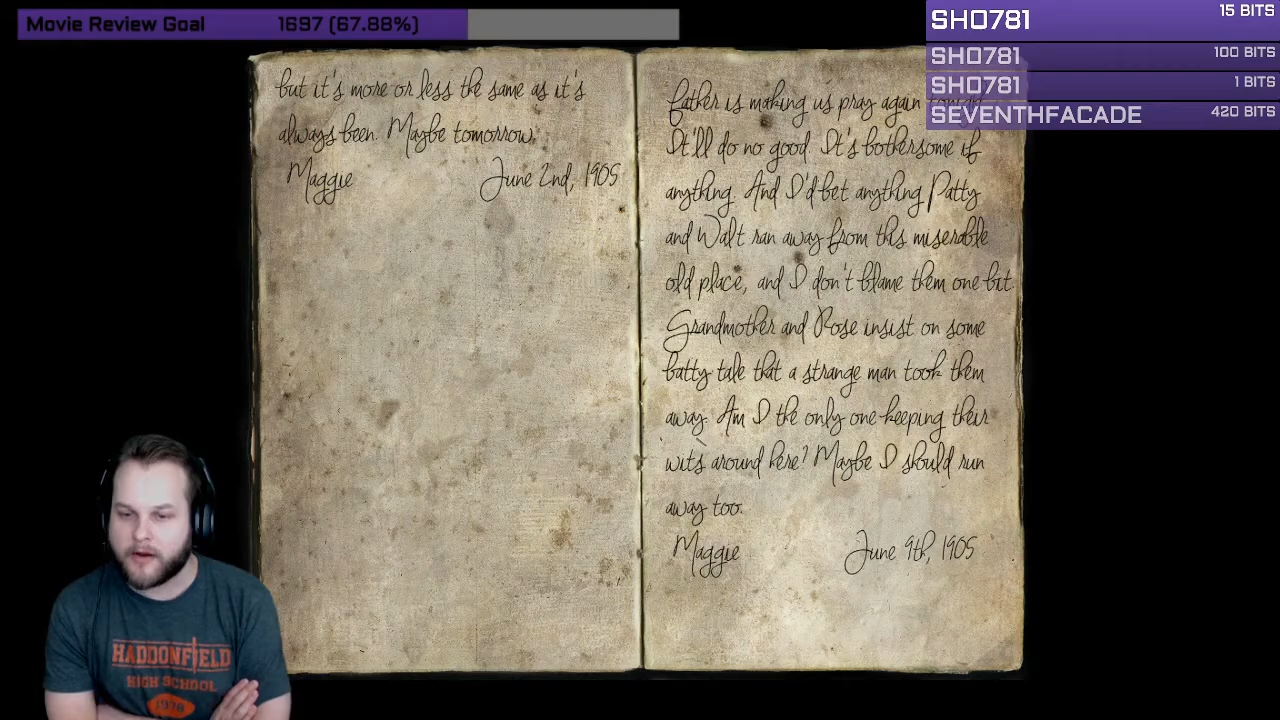 Movie Review Goal 1697 (67.88%)
SHO781 15 BITS
SHO781 100 BITS
SHO781 1 BITS
SEVENTHFACADE 420 BITS
but it's more or less the same as it's
always been. Maybe tomorrow.
Maggie June 2nd, 1905
Father is making us pray again
It'll do no good. It's bothersome if
anything. And I'd bet anything Patty
and Walt ran away from this miserable
old place, and I don't blame them one bit.
Grandmother and Rose insist on some
batty tale that a strange man took them
away. Am I the only one keeping their
wits around here? Maybe I should run
away too.
Maggie June 9th, 1905
HADDONFIELD
HIGH SCHOOL
1978